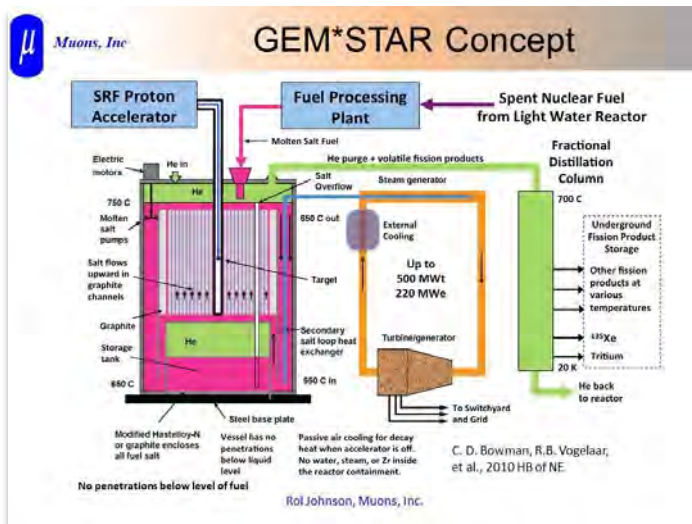 μ Muons, Inc
GEM*STAR Concept
SRF Proton
Accelerator
Fuel Processing
Plant
Spent Nuclear Fuel
from Light Water Reactor
Molten Salt Fuel
Electric
motors
He in
He
Salt
Overflow
He purge + volatile fission products
Steam generator
Fractional
Distillation
Column
750 C
650 C out
700 C
Molten
salt
pumps
External
Cooling
Underground
Fission Product
Storage
Salt flows
upward in
graphite
channels
Target
Up to
500 MWt
220 MWe
Other fission
products at
various
temperatures
Graphite
He
Secondary
salt loop heat
exchanger
Turbine/generator
135Xe
Storage
tank
Tritium
650 C
550 C in
20 K
He back
to reactor
Steel base plate
To Switchyard
and Grid
Modified Hastelloy-N
or graphite encloses
all fuel salt
Vessel has no
penetrations
below liquid
level
Passive air cooling for decay
heat when accelerator is off.
No water, steam, or Zr inside
the reactor containment.
C. D. Bowman, R.B. Vogelaar,
et al., 2010 HB of NE.
No penetrations below level of fuel
Rol Johnson, Muons, Inc.